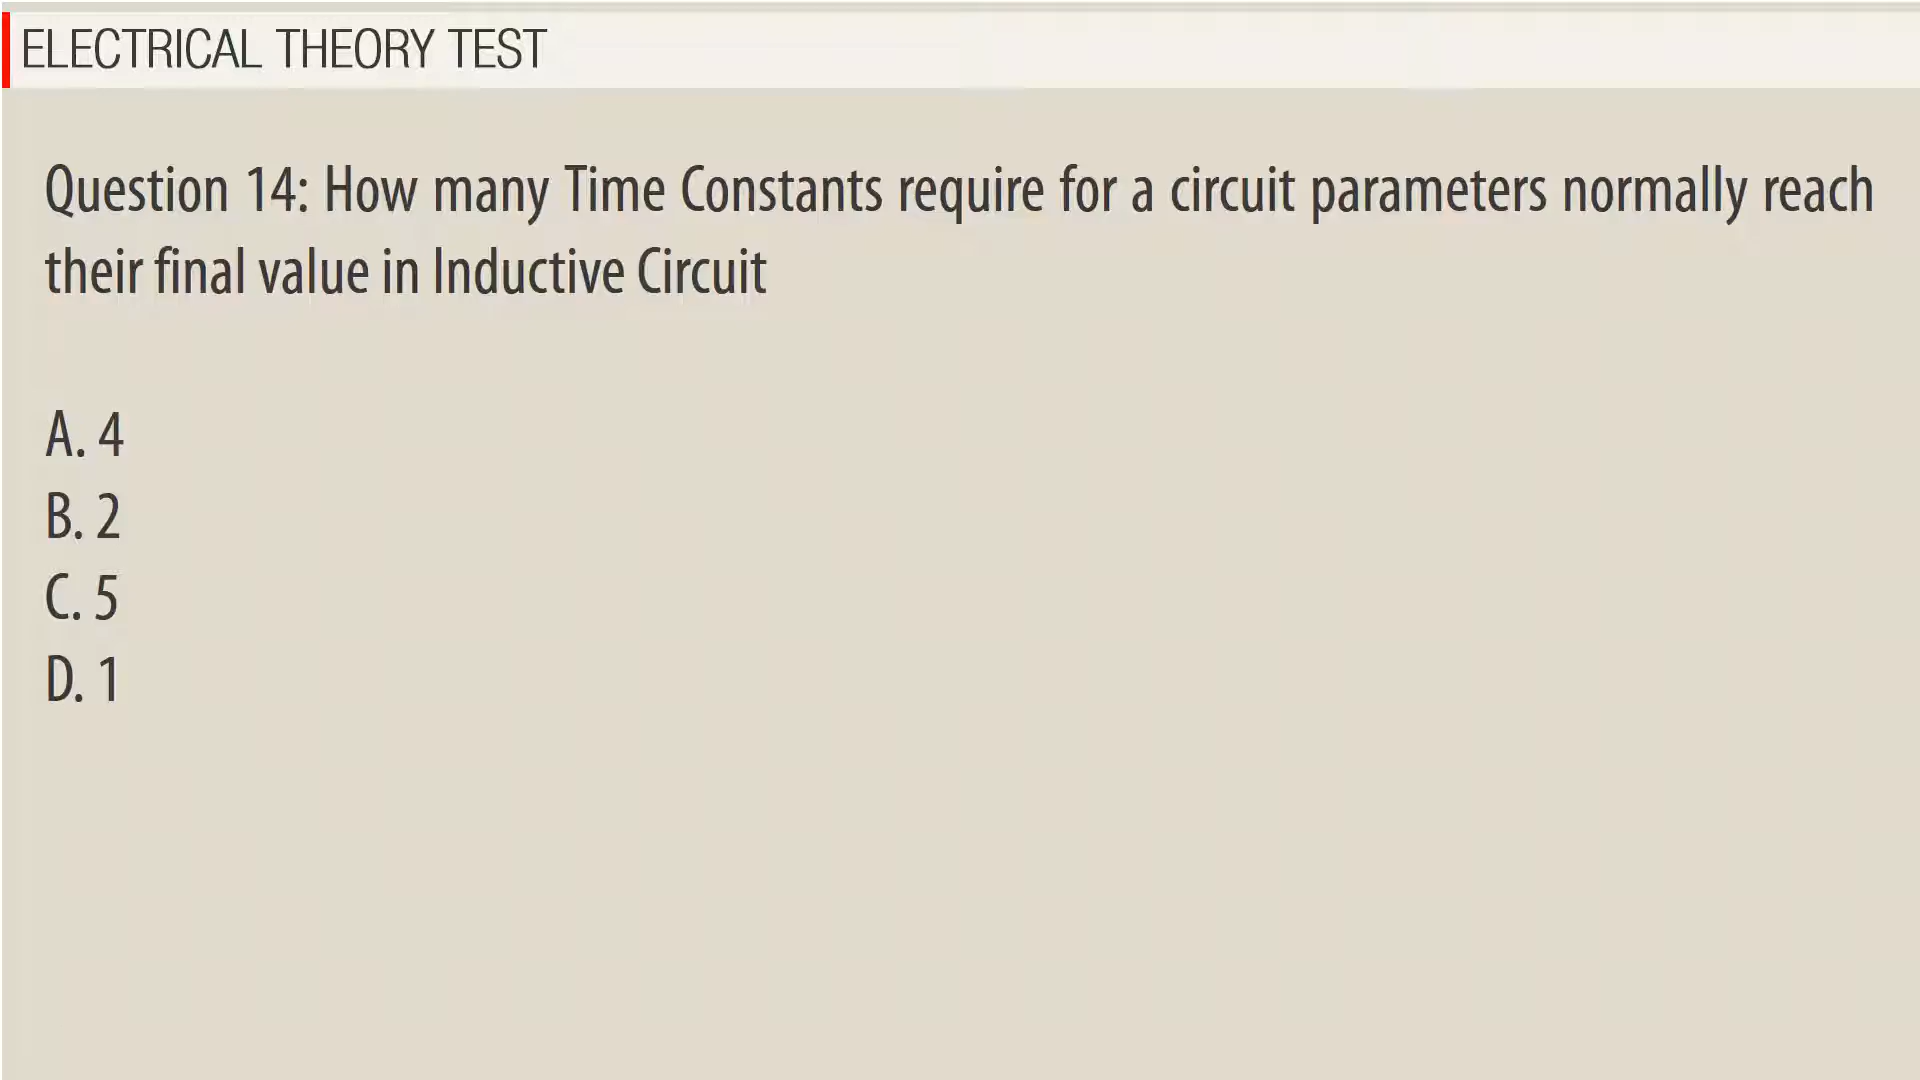 ELECTRICAL THEORY TEST
Question 14: How many Time Constants require for a circuit parameters normally reach
their final value in Inductive Circuit
A. 4
B. 2
C. 5
D. 1